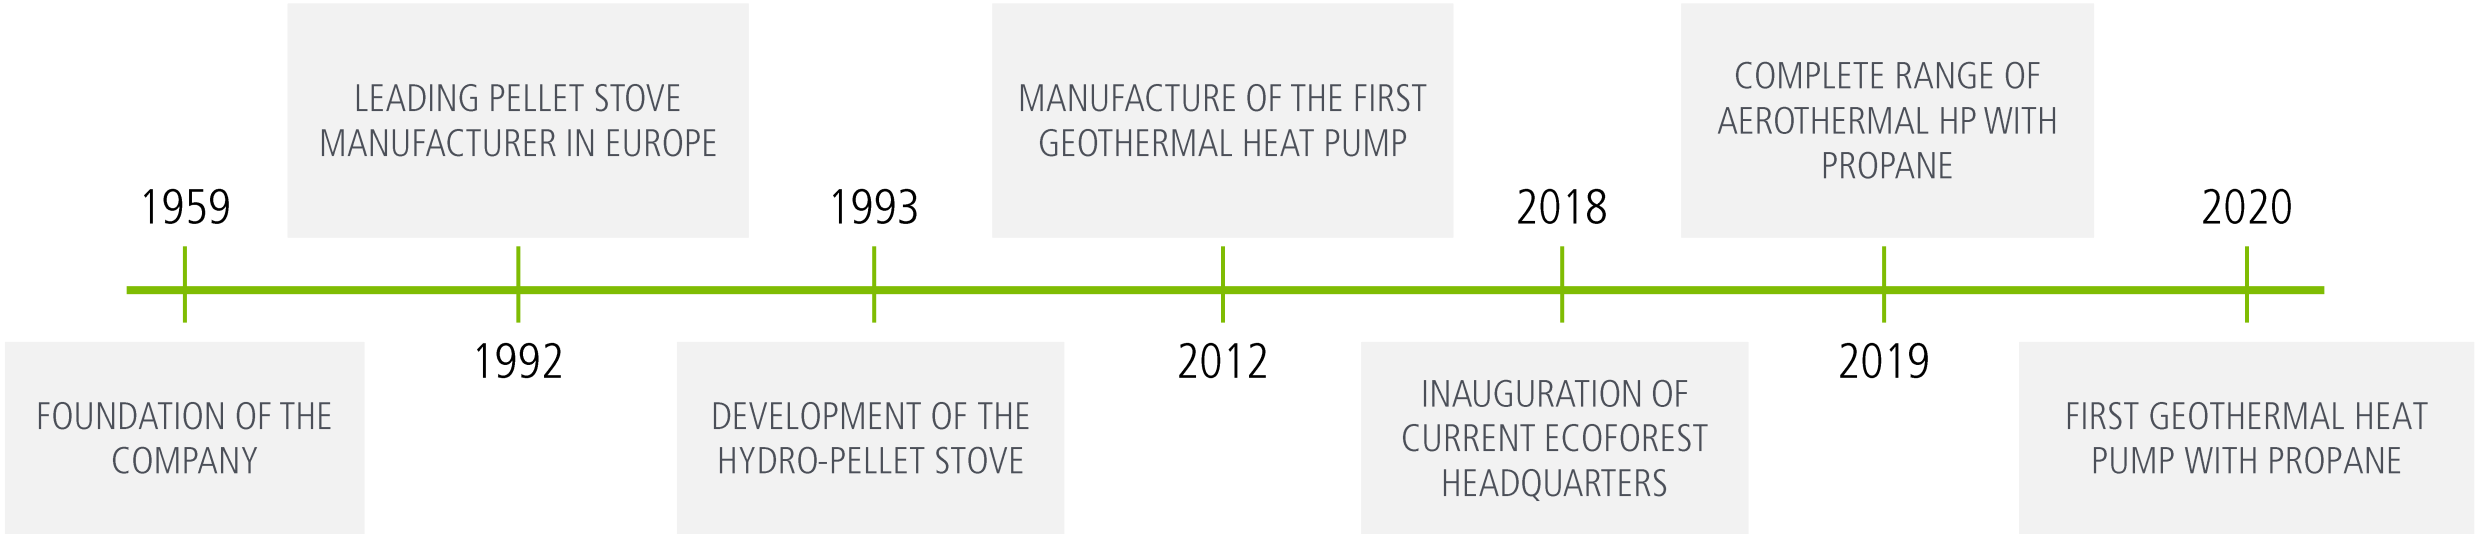 1959
FOUNDATION OF THE
COMPANY
LEADING PELLET STOVE
MANUFACTURER IN EUROPE
1992
1993
DEVELOPMENT OF THE
HYDRO-PELLET STOVE
MANUFACTURE OF THE FIRST
GEOTHERMAL HEAT PUMP
2012
2018
INAUGURATION OF
CURRENT ECOFOREST
HEADQUARTERS
COMPLETE RANGE OF
AEROTHERMAL HP WITH
PROPANE
2019
2020
FIRST GEOTHERMAL HEAT
PUMP WITH PROPANE